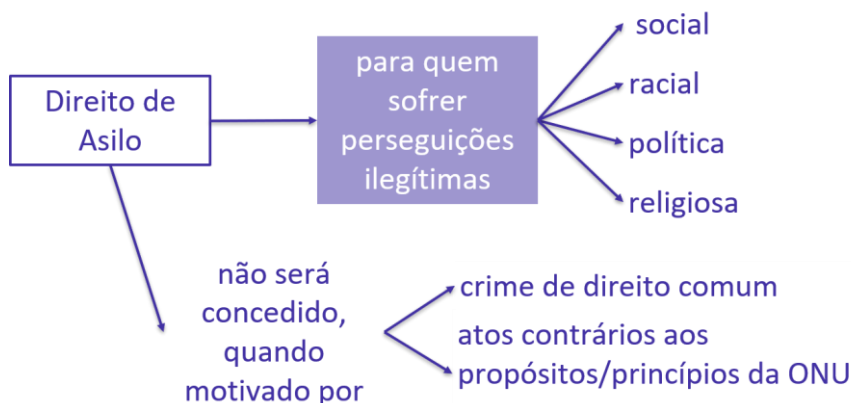 Direito de
Asilo
para quem
sofrer
perseguições
ilegítimas
social
racial
política
religiosa
não será
concedido,
quando
motivado por
crime de direito comum
atos contrários aos
propósitos/princípios da ONU